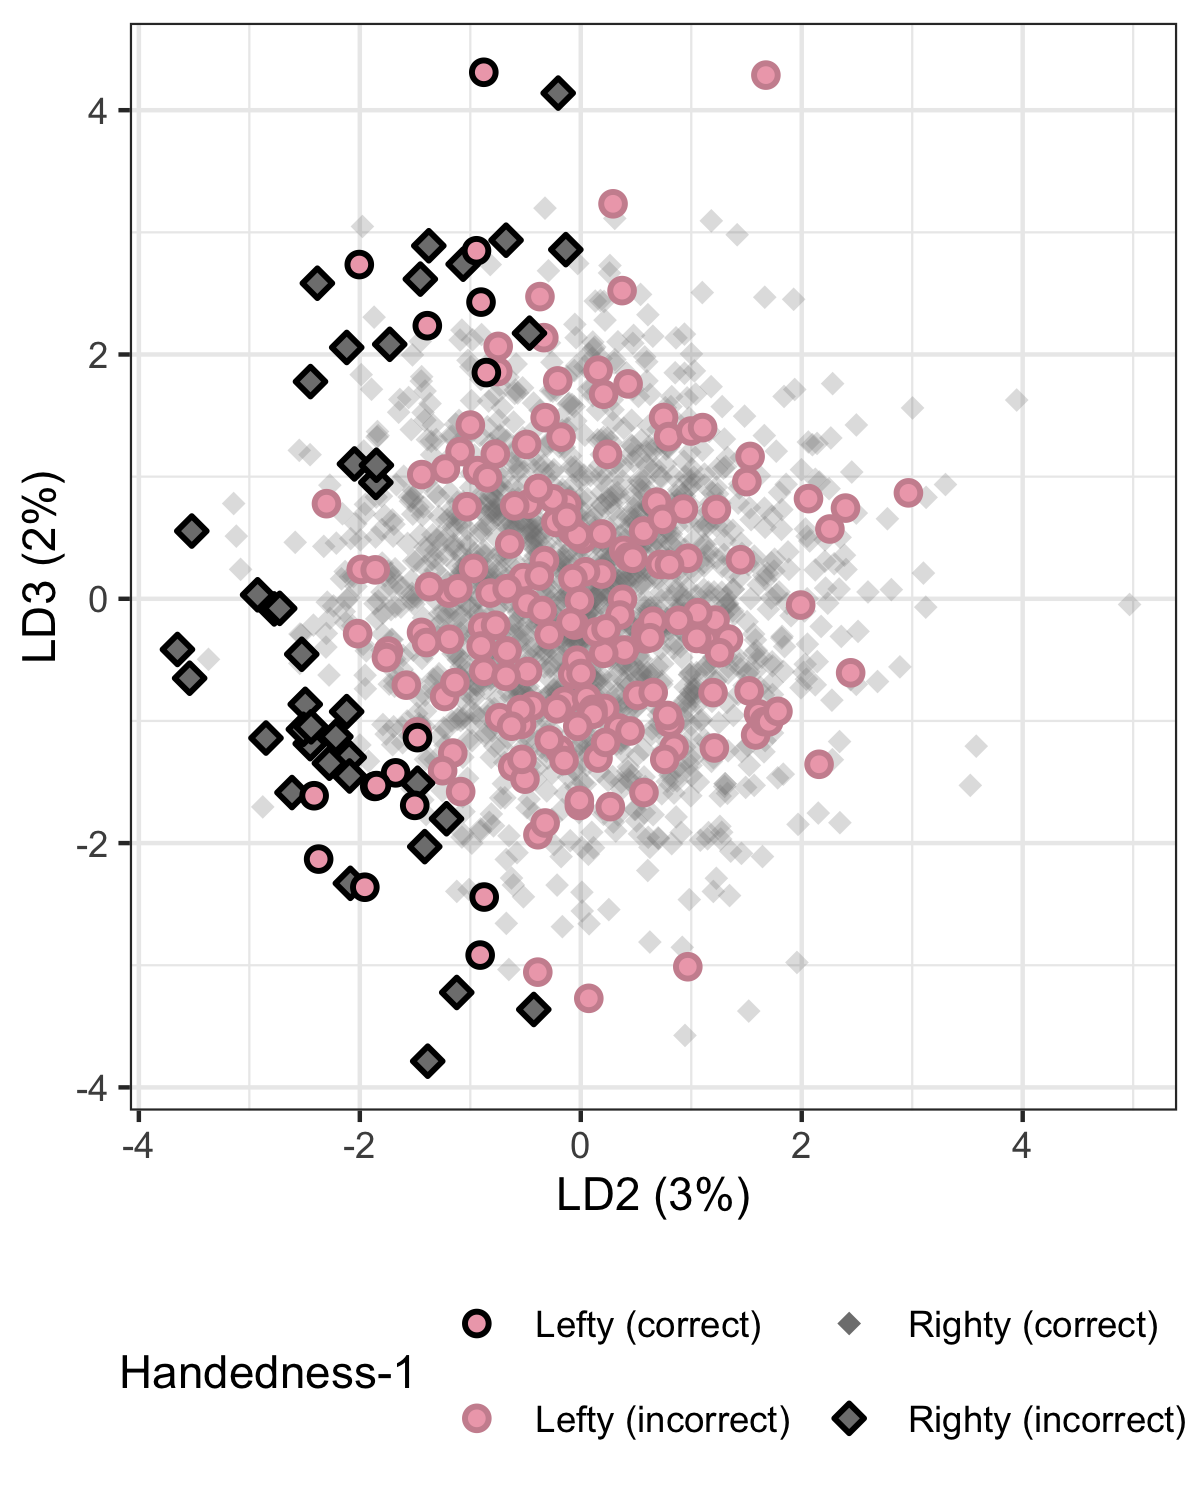 4
2
0
-2
-4
LD3 (2%)
-4 -2 0 2 4
LD2 (3%)
Handedness-1
Lefty (correct)
Righty (correct)
Lefty (incorrect)
Righty (incorrect)